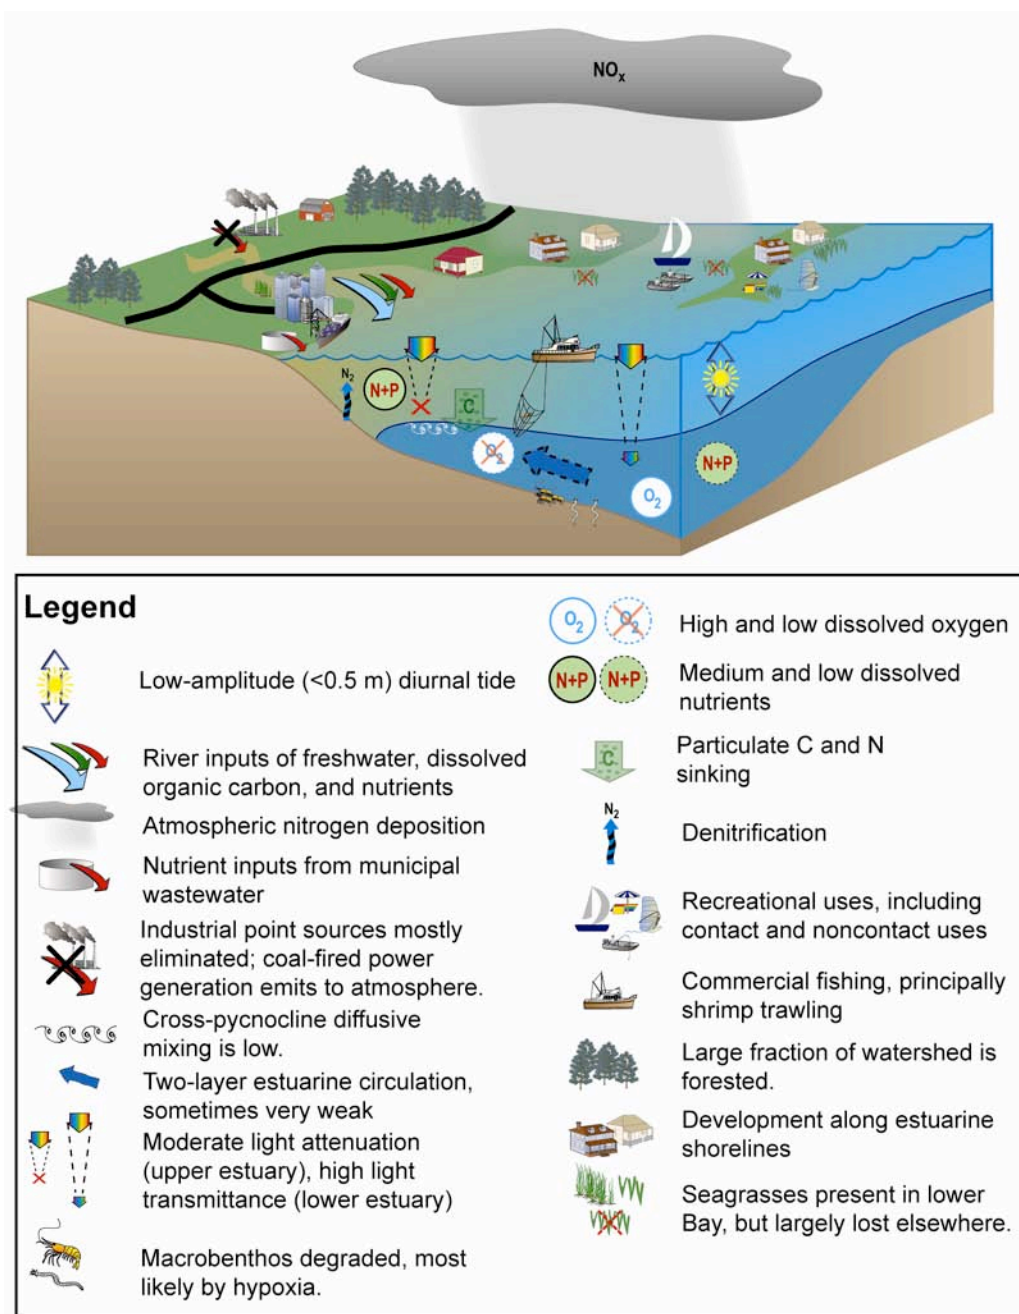 NOx
N2
N+P
C
O2
N+P
O2
Legend
Low-amplitude (<0.5 m) diurnal tide
River inputs of freshwater, dissolved
organic carbon, and nutrients
Atmospheric nitrogen deposition
Nutrient inputs from municipal
wastewater
Industrial point sources mostly
eliminated; coal-fired power
generation emits to atmosphere.
Cross-pycnocline diffusive
mixing is low.
Two-layer estuarine circulation,
sometimes very weak
Moderate light attenuation
(upper estuary), high light
transmittance (lower estuary)
Macrobenthos degraded, most
likely by hypoxia.
O2 O2
High and low dissolved oxygen
N+P N+P
Medium and low dissolved
nutrients
C
Particulate C and N
sinking
N2
Denitrification
Recreational uses, including
contact and noncontact uses
Commercial fishing, principally
shrimp trawling
Large fraction of watershed is
forested.
Development along estuarine
shorelines
Seagrasses present in lower
Bay, but largely lost elsewhere.